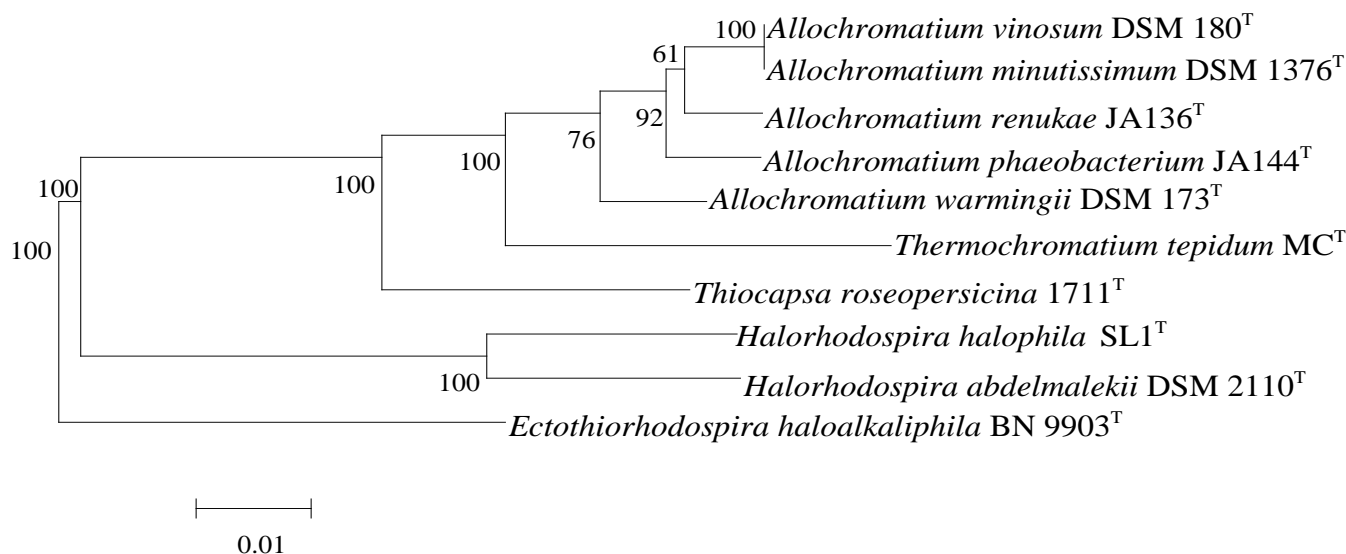 100 Allochromatium vinosum DSM 180ᵀ
61 Allochromatium minutissimum DSM 1376ᵀ
92 Allochromatium renukae JA136ᵀ
76
100 Allochromatium phaeobacterium JA144ᵀ
100 100 Allochromatium warmingii DSM 173ᵀ
100 Thermochromatium tepidum MCᵀ
Thiocapsa roseopersicina 1711ᵀ
Halorhodospira halophila SL1ᵀ
100 Halorhodospira abdelmalekii DSM 2110ᵀ
Ectothiorhodospira haloalkaliphila BN 9903ᵀ
0.01